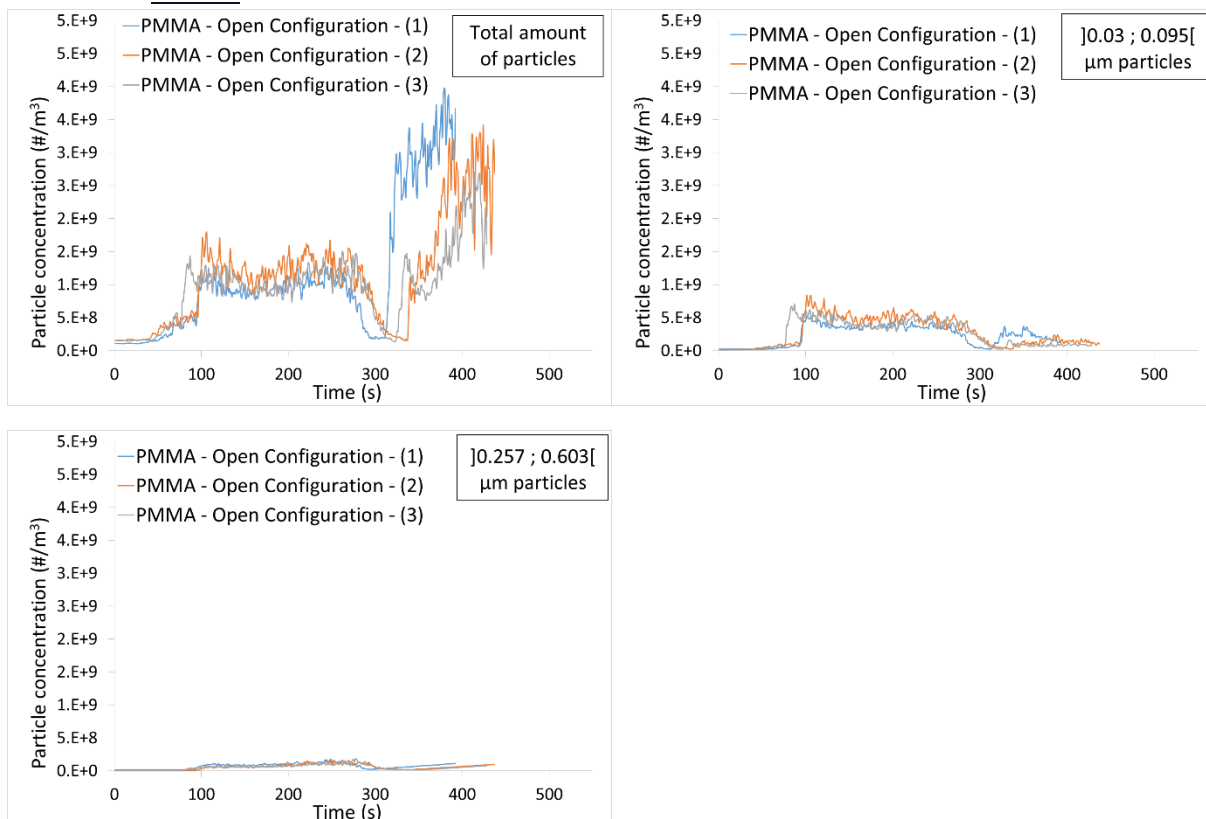 5.E+9
5.E+9
4.E+9
4.E+9
3.E+9
3.E+9
2.E+9
2.E+9
1.E+9
5.E+8
0.E+0
Particle concentration (#/m³)
PMMA - Open Configuration - (1)
PMMA - Open Configuration - (2)
PMMA - Open Configuration - (3)
Total amount
of particles
0 100 200 300 400 500
Time (s)
5.E+9
5.E+9
4.E+9
4.E+9
3.E+9
3.E+9
2.E+9
2.E+9
1.E+9
5.E+8
0.E+0
Particle concentration (#/m³)
PMMA - Open Configuration - (1)
PMMA - Open Configuration - (2)
PMMA - Open Configuration - (3)
]0.03 ; 0.095[
µm particles
0 100 200 300 400 500
Time (s)
5.E+9
5.E+9
4.E+9
4.E+9
3.E+9
3.E+9
2.E+9
2.E+9
1.E+9
5.E+8
0.E+0
Particle concentration (#/m³)
PMMA - Open Configuration - (1)
PMMA - Open Configuration - (2)
PMMA - Open Configuration - (3)
]0.257 ; 0.603[
µm particles
0 100 200 300 400 500
Time (s)